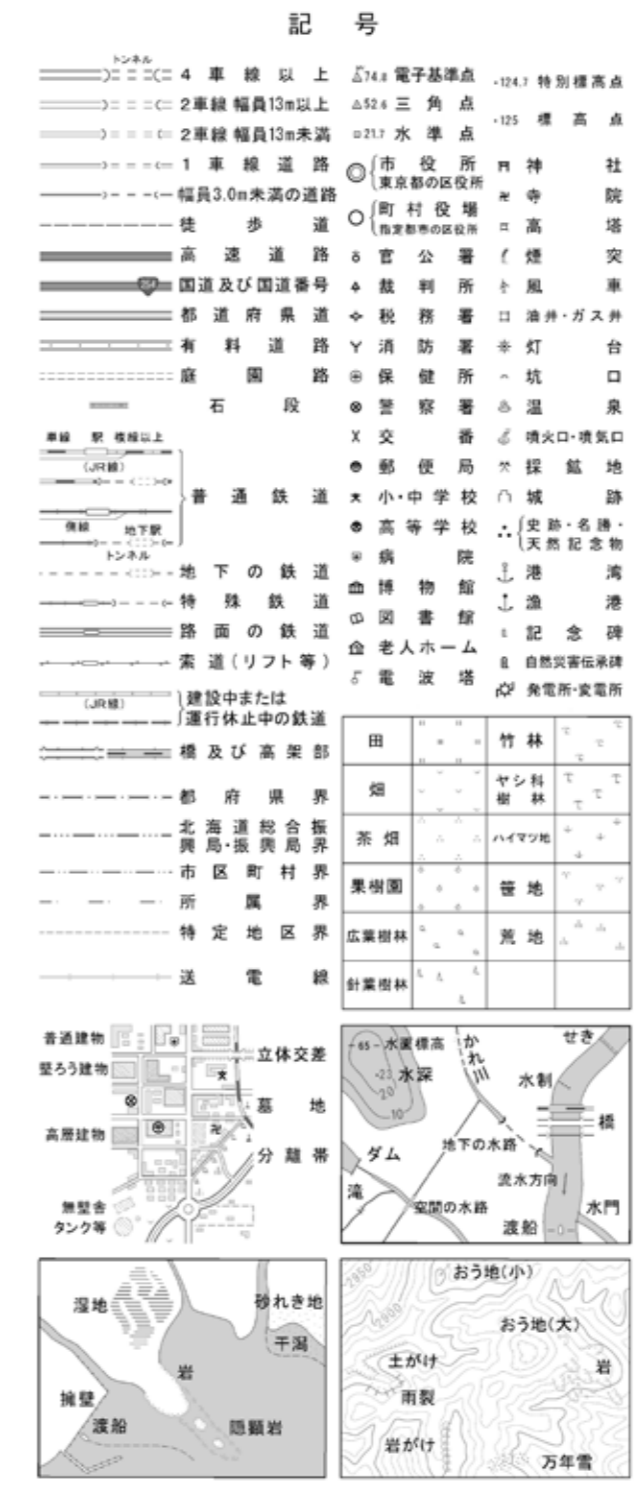 記号
トンネル
4車線以上
2車線 幅員13m以上
2車線 幅員13m未満
1車線道路
幅員3.0m未満の道路
徒歩道
高速道路
国道及び国道番号
都道府県道
有料道路
庭園路
石段
単線 駅 複線以上
(JR線)
普通鉄道
側線 地下駅
トンネル
地下の鉄道
特殊鉄道
路面の鉄道
索道(リフト等)
(JR線)
建設中または
運行休止中の鉄道
橋及び高架部
都府県界
北海道総合振
興局・振興局界
市区町村界
所属界
特定地区界
送電線
74.8 電子基準点
52.6 三角点
21.7 水準点
市役所
東京都の区役所
町村役場
指定都市の区役所
官公署
裁判所
税務署
消防署
保健所
警察署
交番
郵便局
小・中学校
高等学校
病院
博物館
図書館
老人ホーム
電波塔
・124.7 特別標高点
・125 標高点
神社
寺院
高塔
煙突
風車
油井・ガス井
灯台
坑口
温泉
噴火口・噴気口
採鉱地
城跡
史跡・名勝・
天然記念物
港湾
漁港
記念碑
自然災害伝承碑
発電所・変電所
田 竹林
畑 ヤシ科
樹林
茶畑 ハイマツ地
果樹園 笹地
広葉樹林 荒地
針葉樹林
普通建物
堅ろう建物
高層建物
無壁舎
タンク等
立体交差
墓地
分離帯
-65- 水面標高
・23 水深
20
10
かれ川
せき
水制
橋
地下の水路
ダム
流水方向
滝
空間の水路
水門
渡船
湿地
砂れき地
干潟
岩
擁壁
渡船
隠顕岩
2950
2900
おう地(小)
おう地(大)
土がけ
岩
雨裂
岩がけ
万年雪